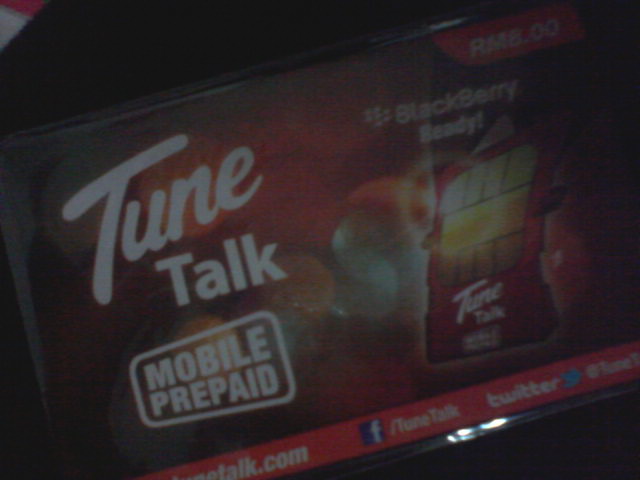 RM8.00
BlackBerry
Ready!
Tune
Talk
MOBILE
PREPAID
Tune
Talk
tunetalk.com
/TuneTalk
twitter